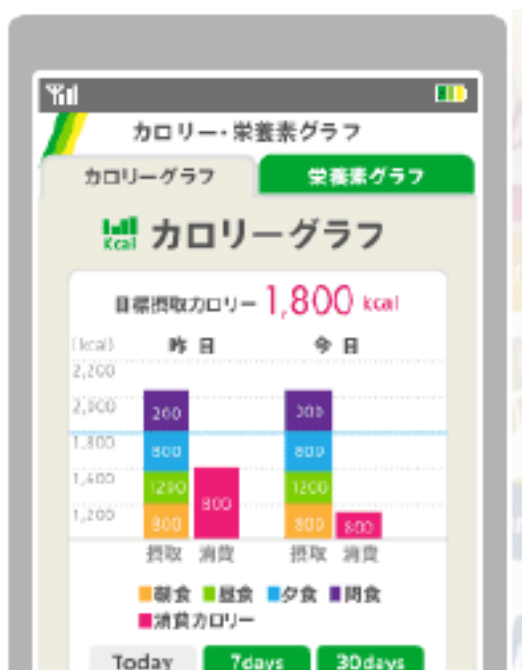 カロリー・栄養素グラフ
カロリーグラフ 栄養素グラフ
Kcal カロリーグラフ
目標摂取カロリー 1,800 kcal
(kcal) 昨日 今日
2,200
2,000
1,800
1,600
1,200
200 200
800 800
1200 1200
800 800 800 800
摂取 消費 摂取 消費
朝食 昼食 夕食 間食
消費カロリー
Today 7days 30days